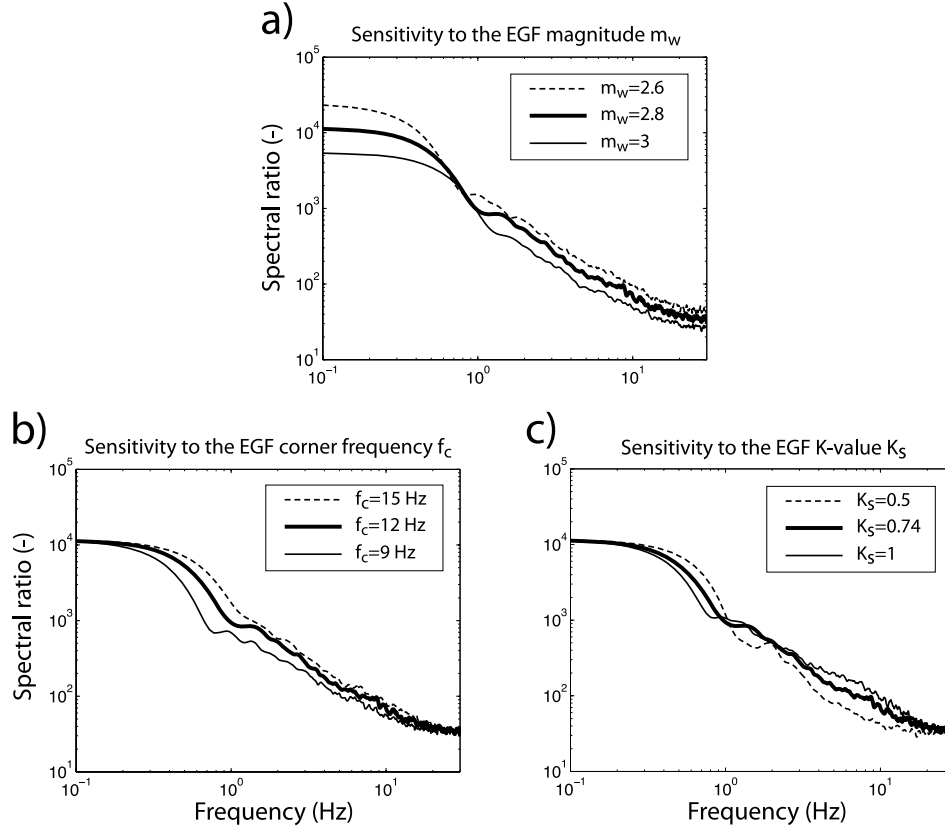 a)
Sensitivity to the EGF magnitude m_w
10^5
10^4
10^3
10^2
10^1
Spectral ratio (-)
m_w=2.6
m_w=2.8
m_w=3
10^-1
10^0
10^1
b)
Sensitivity to the EGF corner frequency f_c
10^5
10^4
10^3
10^2
10^1
Spectral ratio (-)
f_c=15 Hz
f_c=12 Hz
f_c=9 Hz
10^-1
10^0
10^1
Frequency (Hz)
c)
Sensitivity to the EGF K-value K_S
10^5
10^4
10^3
10^2
10^1
K_S=0.5
K_S=0.74
K_S=1
10^-1
10^0
10^1
Frequency (Hz)